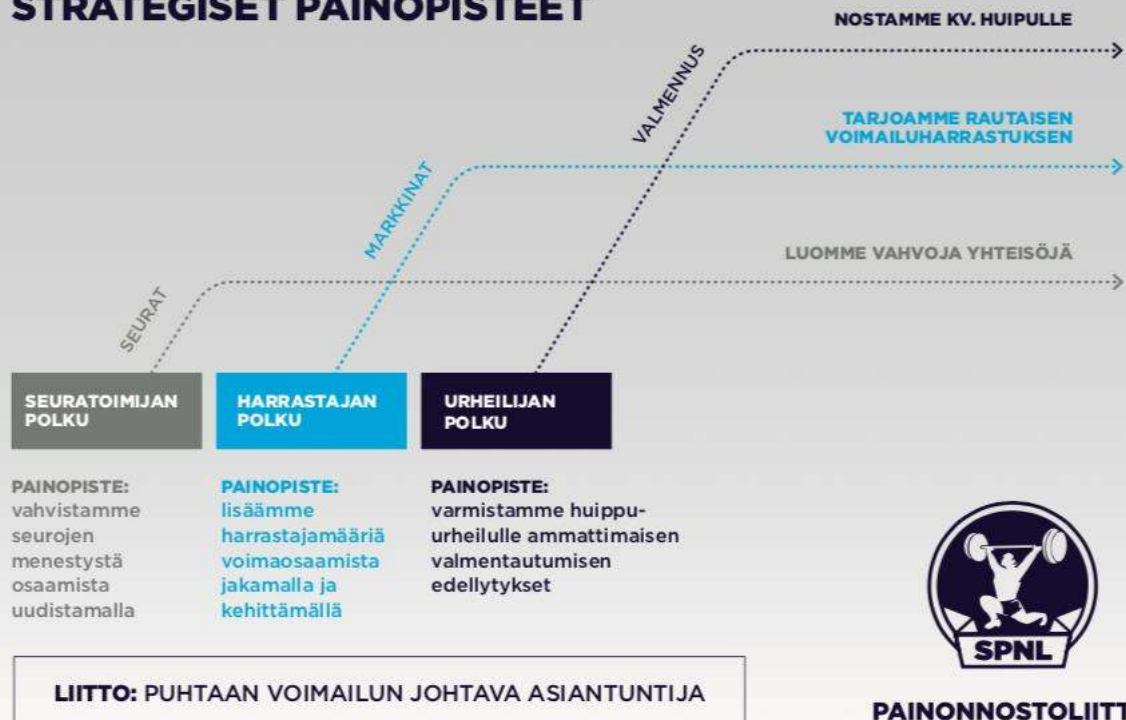 STRATEGISET PAINOPISTEET
NOSTAMME KV. HUIPULLE
VALMENNUS
TARJOAMME RAUTAISEN
VOIMAILUHARRASTUKSEN
MARKKINAT
LUOMME VAHVOJA YHTEISÖJÄ
SEURAT
SEURATOIMIJAN
POLKU
HARRASTAJAN
POLKU
URHEILIJAN
POLKU
PAINOPISTE:
vahvistamme
seurojen
menestystä
osaamista
uudistamalla
PAINOPISTE:
lisäämme
harrastajamääriä
voimaosaamista
jakamalla ja
kehittämällä
PAINOPISTE:
varmistamme huippu-
urheilulle ammattimaisen
valmentautumisen
edellytykset
SPNL
LIITTO: PUHTAAN VOIMAILUN JOHTAVA ASIANTUNTIJA
PAINONNOSTOLIITT